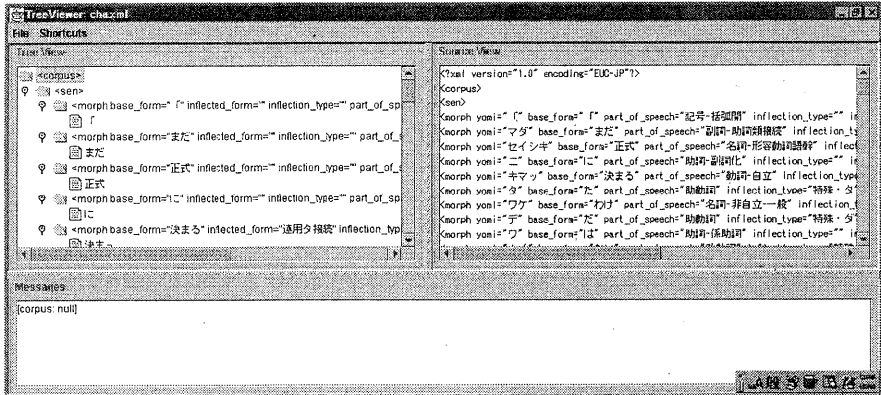 TreeViewer: cha.xml
File Shortcuts
Tree View
<corpus>
<sen>
<morph base_form="「" inflected_form="" inflection_type="" part_of_sp
「
<morph base_form="まだ" inflected_form="" inflection_type="" part_of_s
まだ
<morph base_form="正式" inflected_form="" inflection_type="" part_of_s
正式
<morph base_form="に" inflected_form="" inflection_type="" part_of_sp
に
<morph base_form="決まる" inflected_form="連用タ接続" inflection_typ
決まっ
Source View
<?xml version="1.0" encoding="EUC-JP"?>
<corpus>
<sen>
<morph yomi="「" base_form="「" part_of_speech="記号-括弧開" inflection_type="" in
<morph yomi="マダ" base_form="まだ" part_of_speech="副詞-助詞類接続" inflection_t
<morph yomi="セイシキ" base_form="正式" part_of_speech="名詞-形容動詞語幹" inflect
<morph yomi="ニ" base_form="に" part_of_speech="助詞-副詞化" inflection_type="" i
<morph yomi="キマッ" base_form="決まる" part_of_speech="動詞-自立" inflection_type
<morph yomi="タ" base_form="た" part_of_speech="助動詞" inflection_type="特殊・タ
<morph yomi="ワケ" base_form="わけ" part_of_speech="名詞-非自立-一般" inflection_
<morph yomi="デ" base_form="だ" part_of_speech="助動詞" inflection_type="特殊・ダ
<morph yomi="ワ" base_form="は" part_of_speech="助詞-係助詞" inflection_type="" in
Messages
[corpus: null]